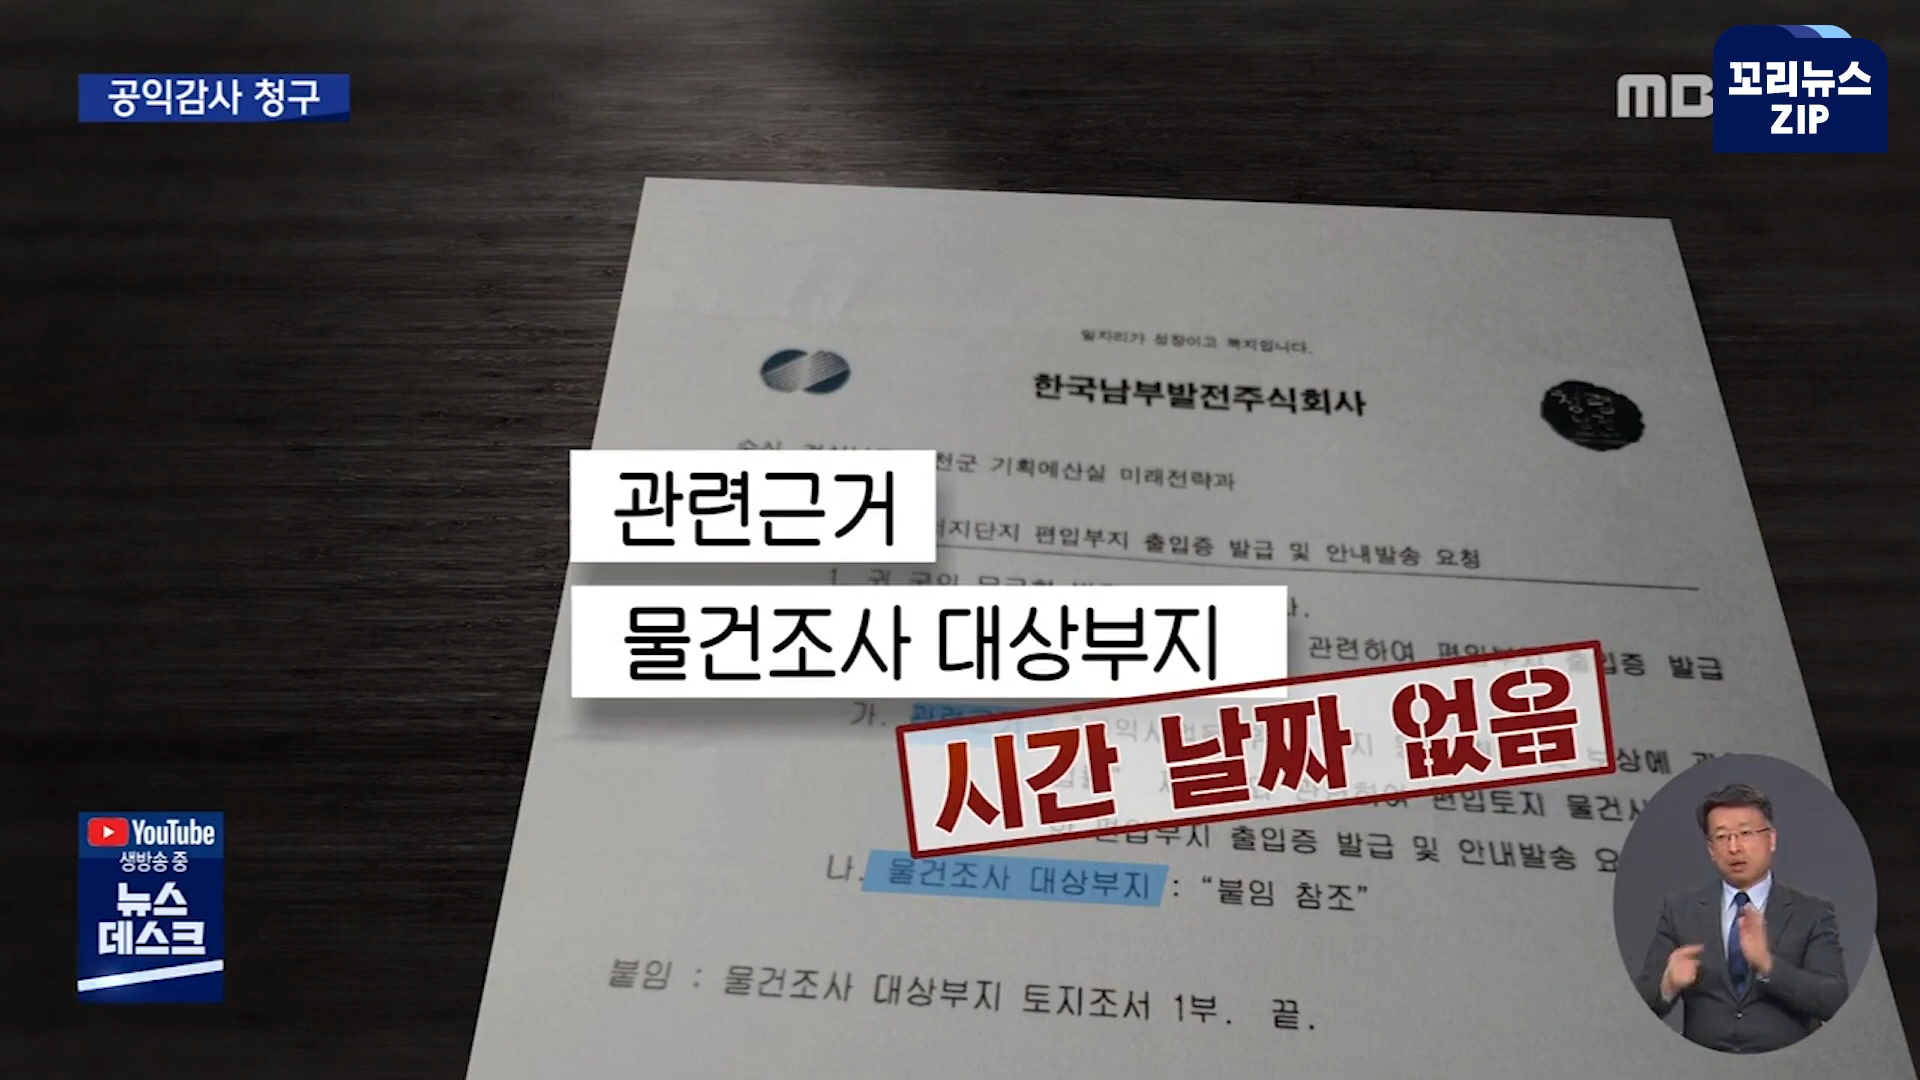 공익감사 청구
MB
꼬리뉴스
ZIP
일자리가 성장이고 복지입니다.
한국남부발전주식회사
천군 기획예산실 미래전략과
관련근거
너지단지 편입부지 출입증 발급 및 안내발송 요청
물건조사 대상부지
관련하여 편입부지 출입증 발급
가. 관련근거
시간 날짜 없음
보상에
편입토지 물건
편입부지 출입증 발급 및 안내발송 요
나. 물건조사 대상부지 : “붙임 참조”
붙임 : 물건조사 대상부지 토지조서 1부. 끝.
YouTube
생방송 중
뉴스
데스크